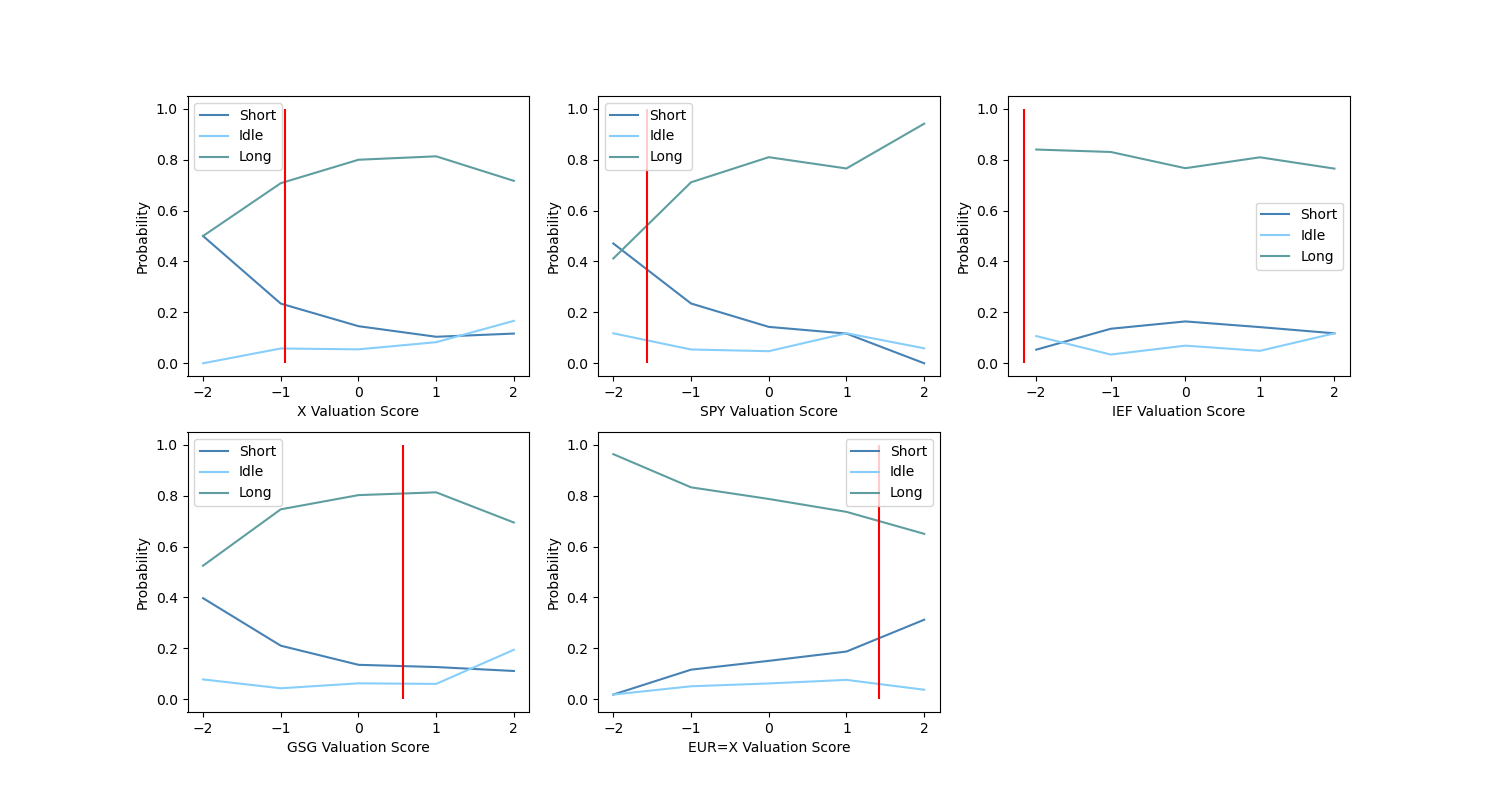 Short
Idle
Long
1.0
0.8
0.6
0.4
0.2
0.0
Probability
−2 −1 0 1 2
X Valuation Score
Short
Idle
Long
1.0
0.8
0.6
0.4
0.2
0.0
Probability
−2 −1 0 1 2
SPY Valuation Score
Short
Idle
Long
1.0
0.8
0.6
0.4
0.2
0.0
Probability
−2 −1 0 1 2
IEF Valuation Score
Short
Idle
Long
1.0
0.8
0.6
0.4
0.2
0.0
Probability
−2 −1 0 1 2
GSG Valuation Score
Short
Idle
Long
1.0
0.8
0.6
0.4
0.2
0.0
Probability
−2 −1 0 1 2
EUR=X Valuation Score